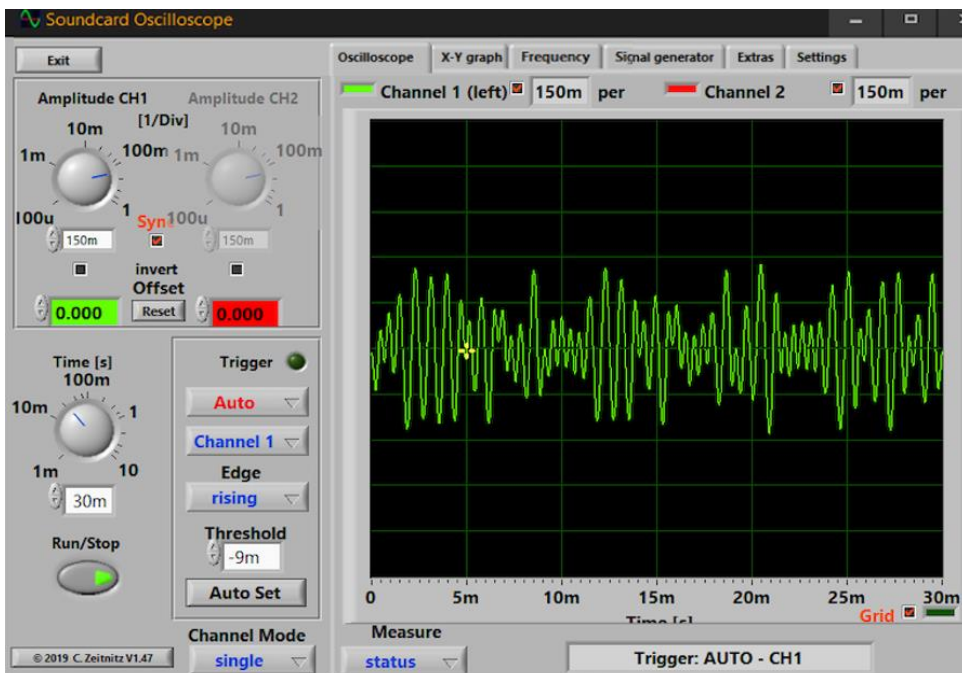 Soundcard Oscilloscope
Exit
Amplitude CH1 Amplitude CH2
[1/Div]
10m 10m
1m 100m 1m 100m
100u 1 100u 1
Syn
150m 150m
invert
Offset
0.000 Reset 0.000
Time [s]
100m
10m 1
1m 10
30m
Run/Stop
Trigger
Auto
Channel 1
Edge
rising
Threshold
-9m
Auto Set
Channel Mode
single
© 2019 C. Zeitnitz V1.47
Oscilloscope X-Y graph Frequency Signal generator Extras Settings
Channel 1 (left) 150m per Channel 2 150m per
0 5m 10m 15m 20m 25m 30m
Time [s]
Grid
Measure
status
Trigger: AUTO - CH1